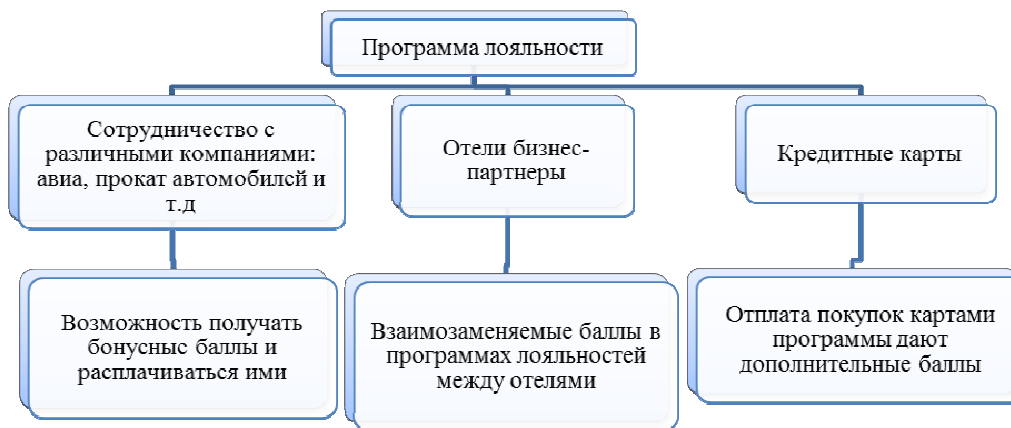 Программа лояльности
Сотрудничество с
различными компаниями:
авиа, прокат автомобилей и
т.д
Отели бизнес-
партнеры
Кредитные карты
Возможность получать
бонусные баллы и
расплачиваться ими
Взаимозаменяемые баллы в
программах лояльностей
между отелями
Отплата покупок картами
программы дают
дополнительные баллы